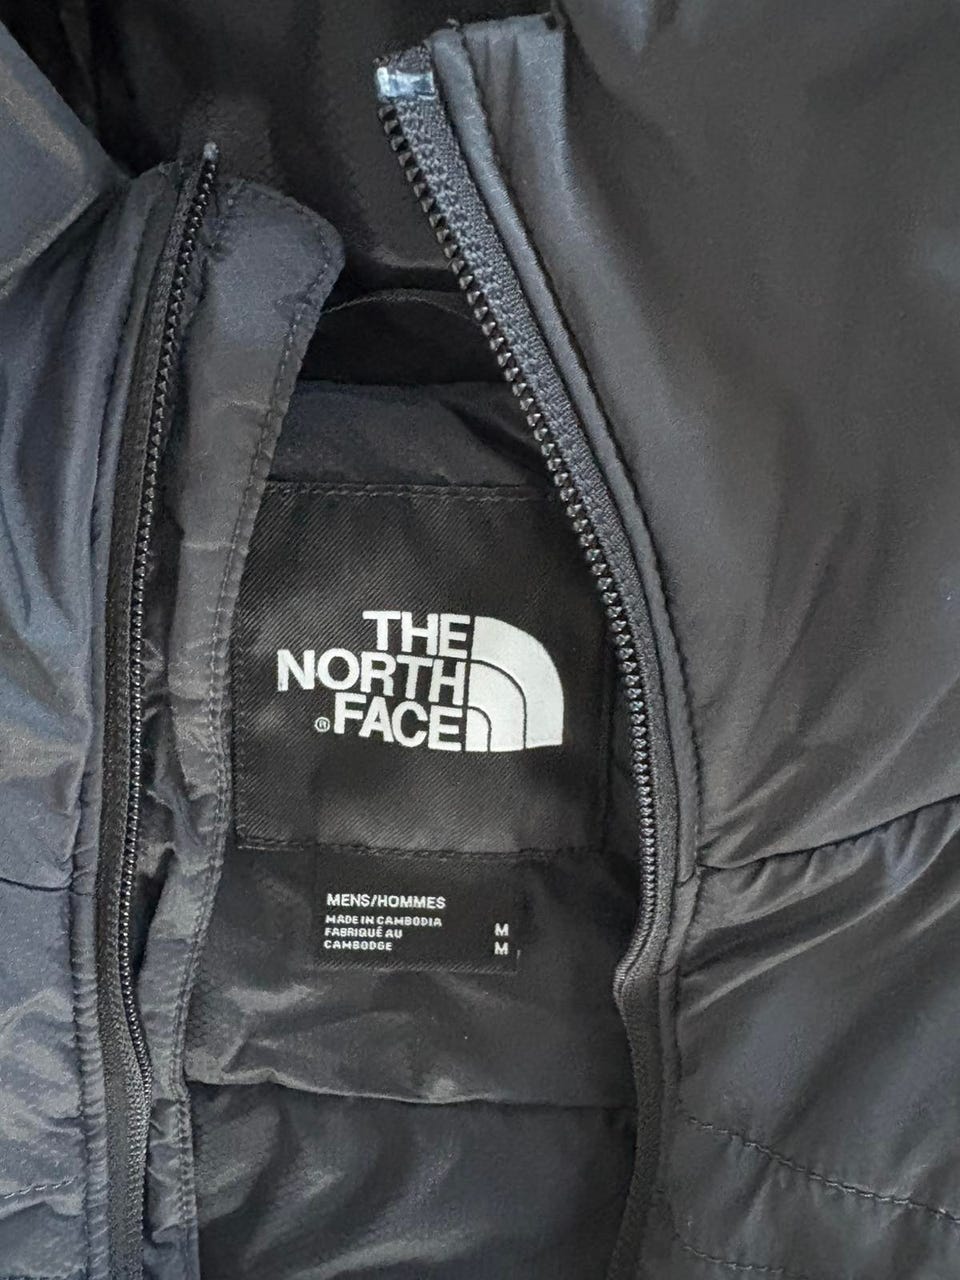 THE
NORTH
® FACE
MENS/HOMMES
MADE IN CAMBODIA
FABRIQUÉ AU M
CAMBODGE M